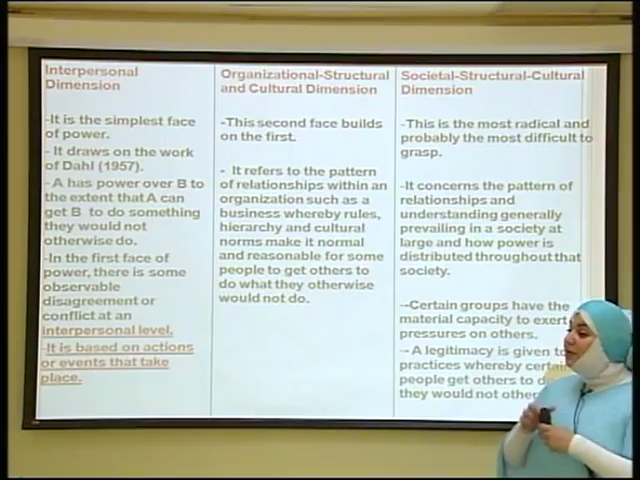 Interpersonal
Dimension
-It is the simplest face
of power.
- It draws on the work
of Dahl (1957).
- A has power over B to
the extent that A can
get B to do something
they would not
otherwise do.
-In the first face of
power, there is some
observable
disagreement or
conflict at an
interpersonal level,
-It is based on actions
or events that take
place.
Organizational-Structural
and Cultural Dimension
-This second face builds
on the first.
- It refers to the pattern
of relationships within an
organization such as a
business whereby rules,
hierarchy and cultural
norms make it normal
and reasonable for some
people to get others to
do what they otherwise
would not do.
Societal-Structural-Cultural
Dimension
-This is the most radical and
probably the most difficult to
grasp.
-It concerns the pattern of
relationships and
understanding generally
prevailing in a society at
large and how power is
distributed throughout that
society.
-Certain groups have the
material capacity to exert
pressures on others.
- A legitimacy is given to
practices whereby certain
people get others to
they would not